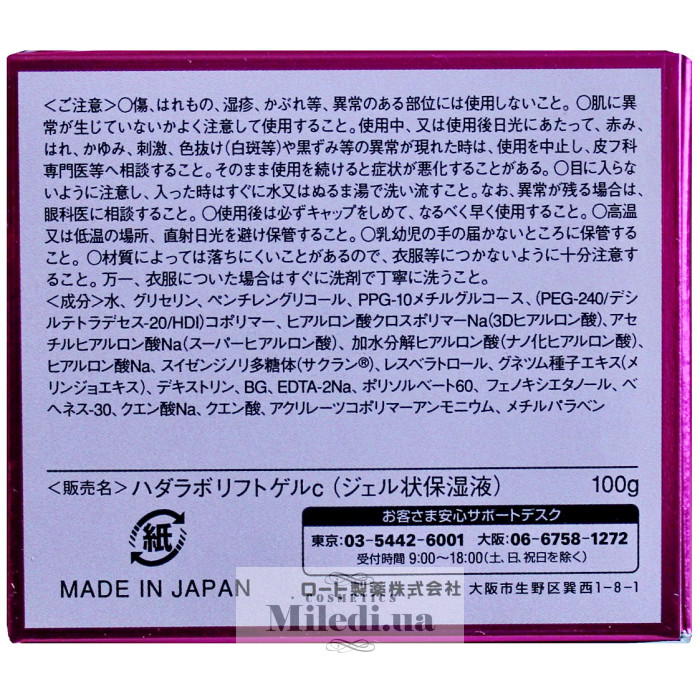 ＜ご注意＞○傷、はれもの、湿疹、かぶれ等、異常のある部位には使用しないこと。○肌に異
常が生じていないかよく注意して使用すること。使用中、又は使用後日光にあたって、赤み、
はれ、かゆみ、刺激、色抜け(白斑等)や黒ずみ等の異常が現れた時は、使用を中止し、皮フ科
専門医等へ相談すること。そのまま使用を続けると症状が悪化することがある。○目に入らな
いように注意し、入った時はすぐに水又はぬるま湯で洗い流すこと。なお、異常が残る場合は、
眼科医に相談すること。○使用後は必ずキャップをしめて、なるべく早く使用すること。○高温
又は低温の場所、直射日光を避け保管すること。○乳幼児の手の届かないところに保管する
こと。○材質によっては落ちにくいことがあるので、衣服等につかないように十分注意す
ること。万一、衣服についた場合はすぐに洗剤で丁寧に洗うこと。
＜成分＞水、グリセリン、ペンチレングリコール、PPG-10メチルグルコース、(PEG-240/デシ
ルテトラデセス-20/HDI)コポリマー、ヒアルロン酸クロスポリマーNa(3Dヒアルロン酸)、アセ
チルヒアルロン酸Na(スーパーヒアルロン酸)、加水分解ヒアルロン酸(ナノ化ヒアルロン酸)、
ヒアルロン酸Na、スイゼンジノリ多糖体(サクラン®)、レスベラトロール、グネツム種子エキス(メ
リンジョエキス)、デキストリン、BG、EDTA-2Na、ポリソルベート60、フェノキシエタノール、ベ
ヘネス-30、クエン酸Na、クエン酸、アクリレーツコポリマーアンモニウム、メチルパラベン
＜販売名＞ハダラボリフトゲルc（ジェル状保湿液） 100g
お客さま安心サポートデスク
東京:03-5442-6001 大阪:06-6758-1272
受付時間 9:00〜18:00(土、日、祝日を除く)
紙
MADE IN JAPAN ロート製薬株式会社 大阪市生野区巽西1-8-1
COSMETICS
Miledi.ua